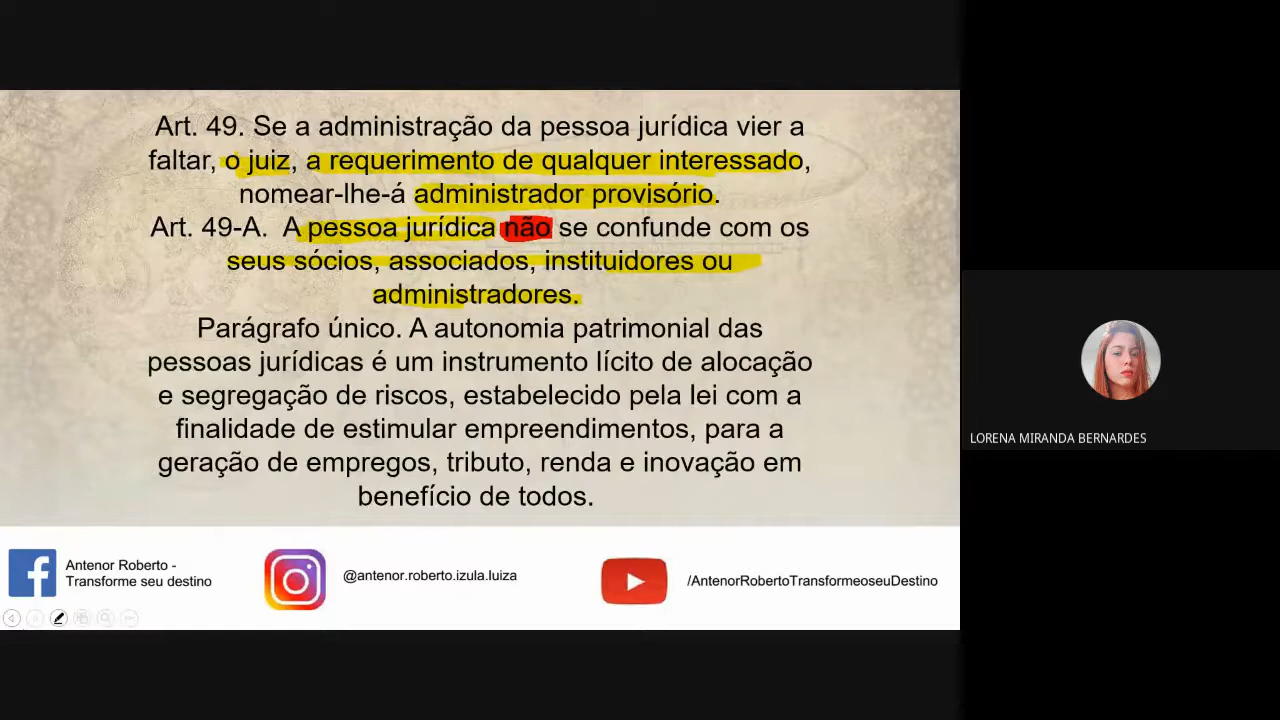 Art. 49. Se a administração da pessoa jurídica vier a
faltar, o juiz, a requerimento de qualquer interessado,
nomear-lhe-á administrador provisório.
Art. 49-A. A pessoa jurídica não se confunde com os
seus sócios, associados, instituidores ou
administradores.
Parágrafo único. A autonomia patrimonial das
pessoas jurídicas é um instrumento lícito de alocação
e segregação de riscos, estabelecido pela lei com a
finalidade de estimular empreendimentos, para a
geração de empregos, tributo, renda e inovação em
benefício de todos.
LORENA MIRANDA BERNARDES
Antenor Roberto -
Transforme seu destino
@antenor.roberto.izula.luiza
/AntenorRobertoTransformeoseuDestino